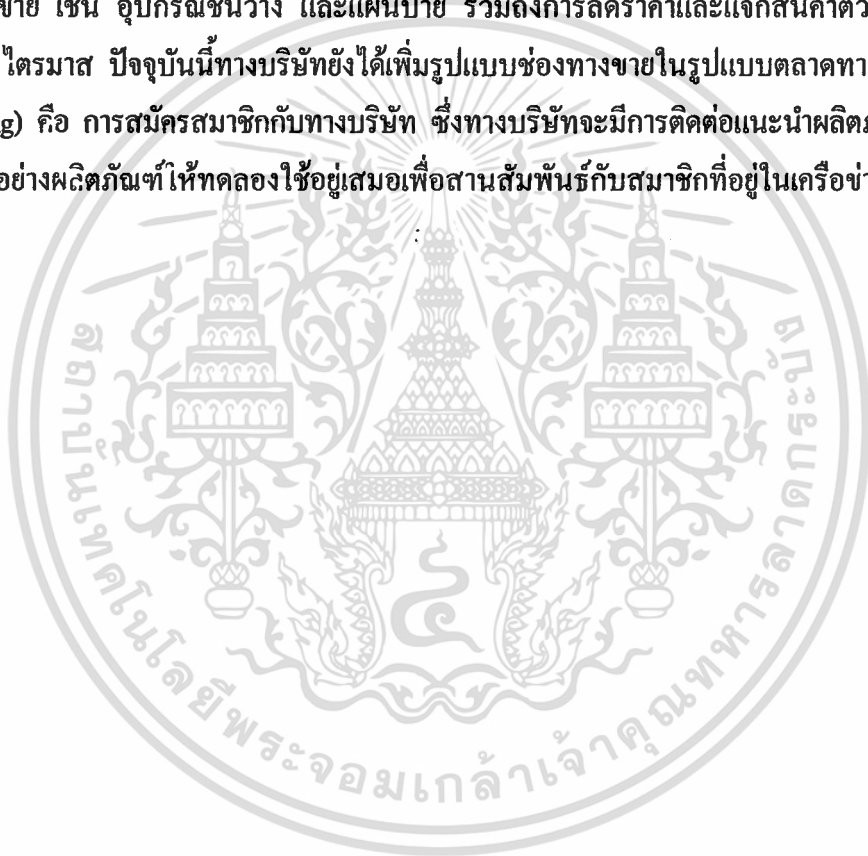 ขาย เช่น อุปกรณ์ชั้นวาง และแผ่นป้าย รวมถึงการลดราคาและแจกสินค้าตัว
ไตรมาส ปัจจุบันนี้ทางบริษัทยังได้เพิ่มรูปแบบช่องทางขายในรูปแบบตลาดทา
g) คือ การสมัครสมาชิกกับทางบริษัท ซึ่งทางบริษัทจะมีการติดต่อแนะนำผลิตภ
อย่างผลิตภัณฑ์ให้ทดลองใช้อยู่เสมอเพื่อสานสัมพันธ์กับสมาชิกที่อยู่ในเครือข่า
สถาบันเทคโนโลยีพระจอมเกล้าเจ้าคุณทหารลาดกระบัง